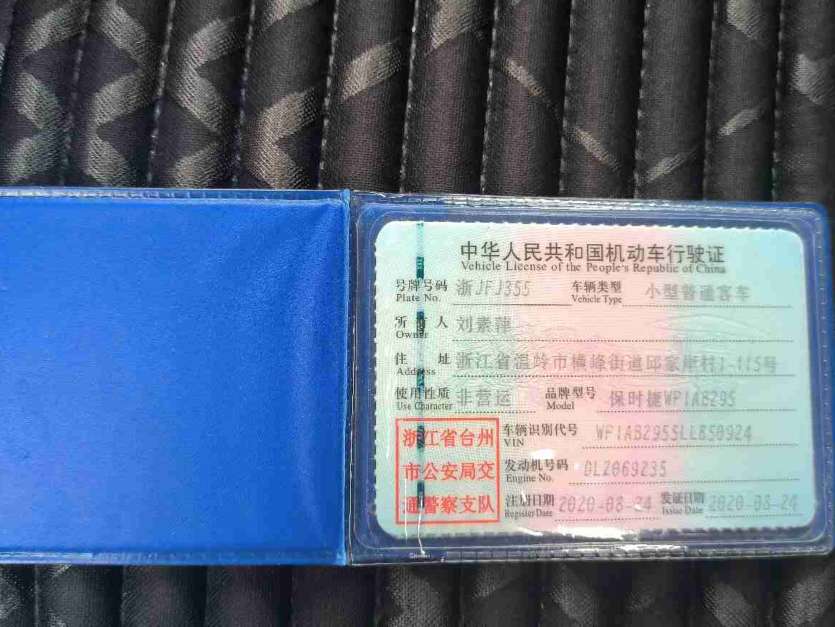 中华人民共和国机动车行驶证
Vehicle License of the People's Republic of China
号牌号码 浙JFJ355 车辆类型 小型普通客车
Plate No. Vehicle Type
所有人 刘素萍
Owner
住址 浙江省温岭市横峰街道邱家岸村1-115号
Address
使用性质 非营运 品牌型号 保时捷WP1AB295
Use Character Model
浙江省台州
市公安局交
通警察支队
车辆识别代号 WP1AB295SLLB50924
VIN
发动机号码 DLZ069235
Engine No.
注册日期 2020-08-24 发证日期 2020-08-24
Register Date Issue Date